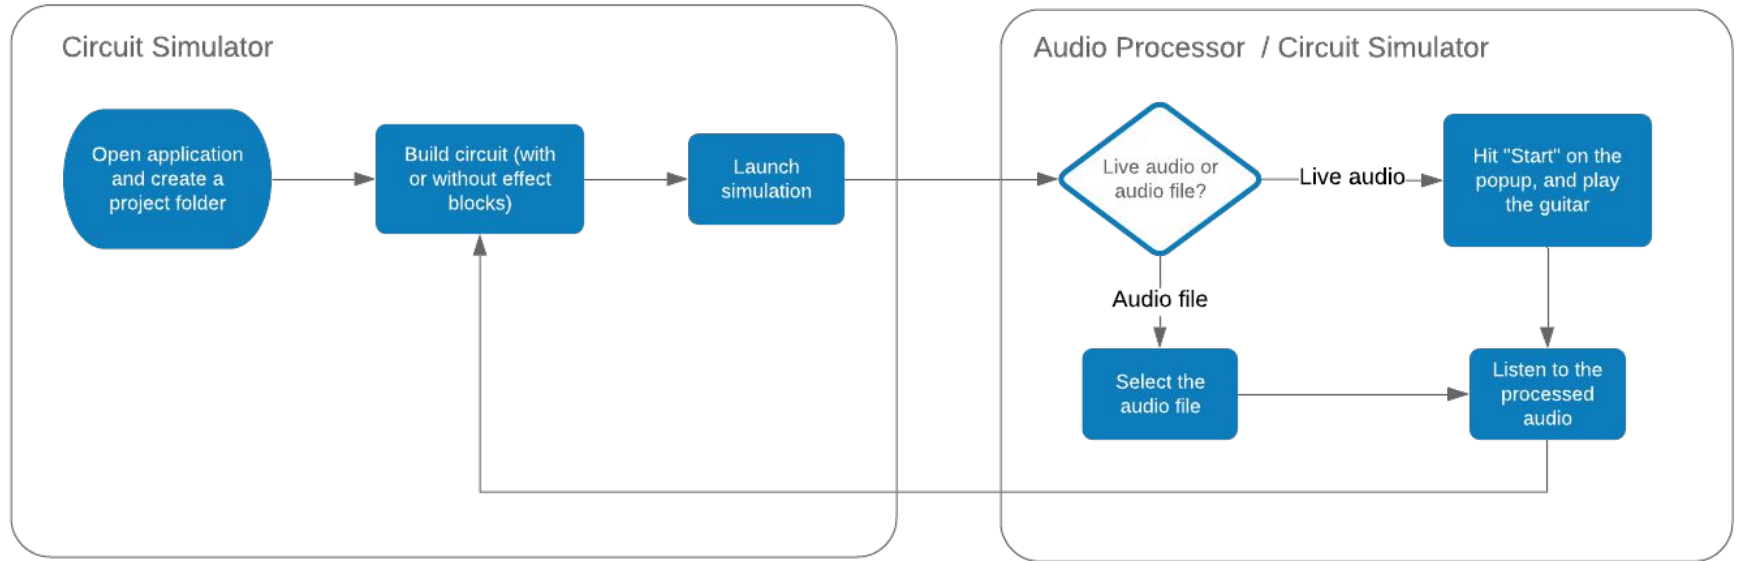 Circuit Simulator
Open application
and create a
project folder
Build circuit (with
or without effect
blocks)
Launch
simulation
Audio Processor / Circuit Simulator
Live audio or
audio file?
Live audio
Hit "Start" on the
popup, and play
the guitar
Audio file
Select the
audio file
Listen to the
processed
audio